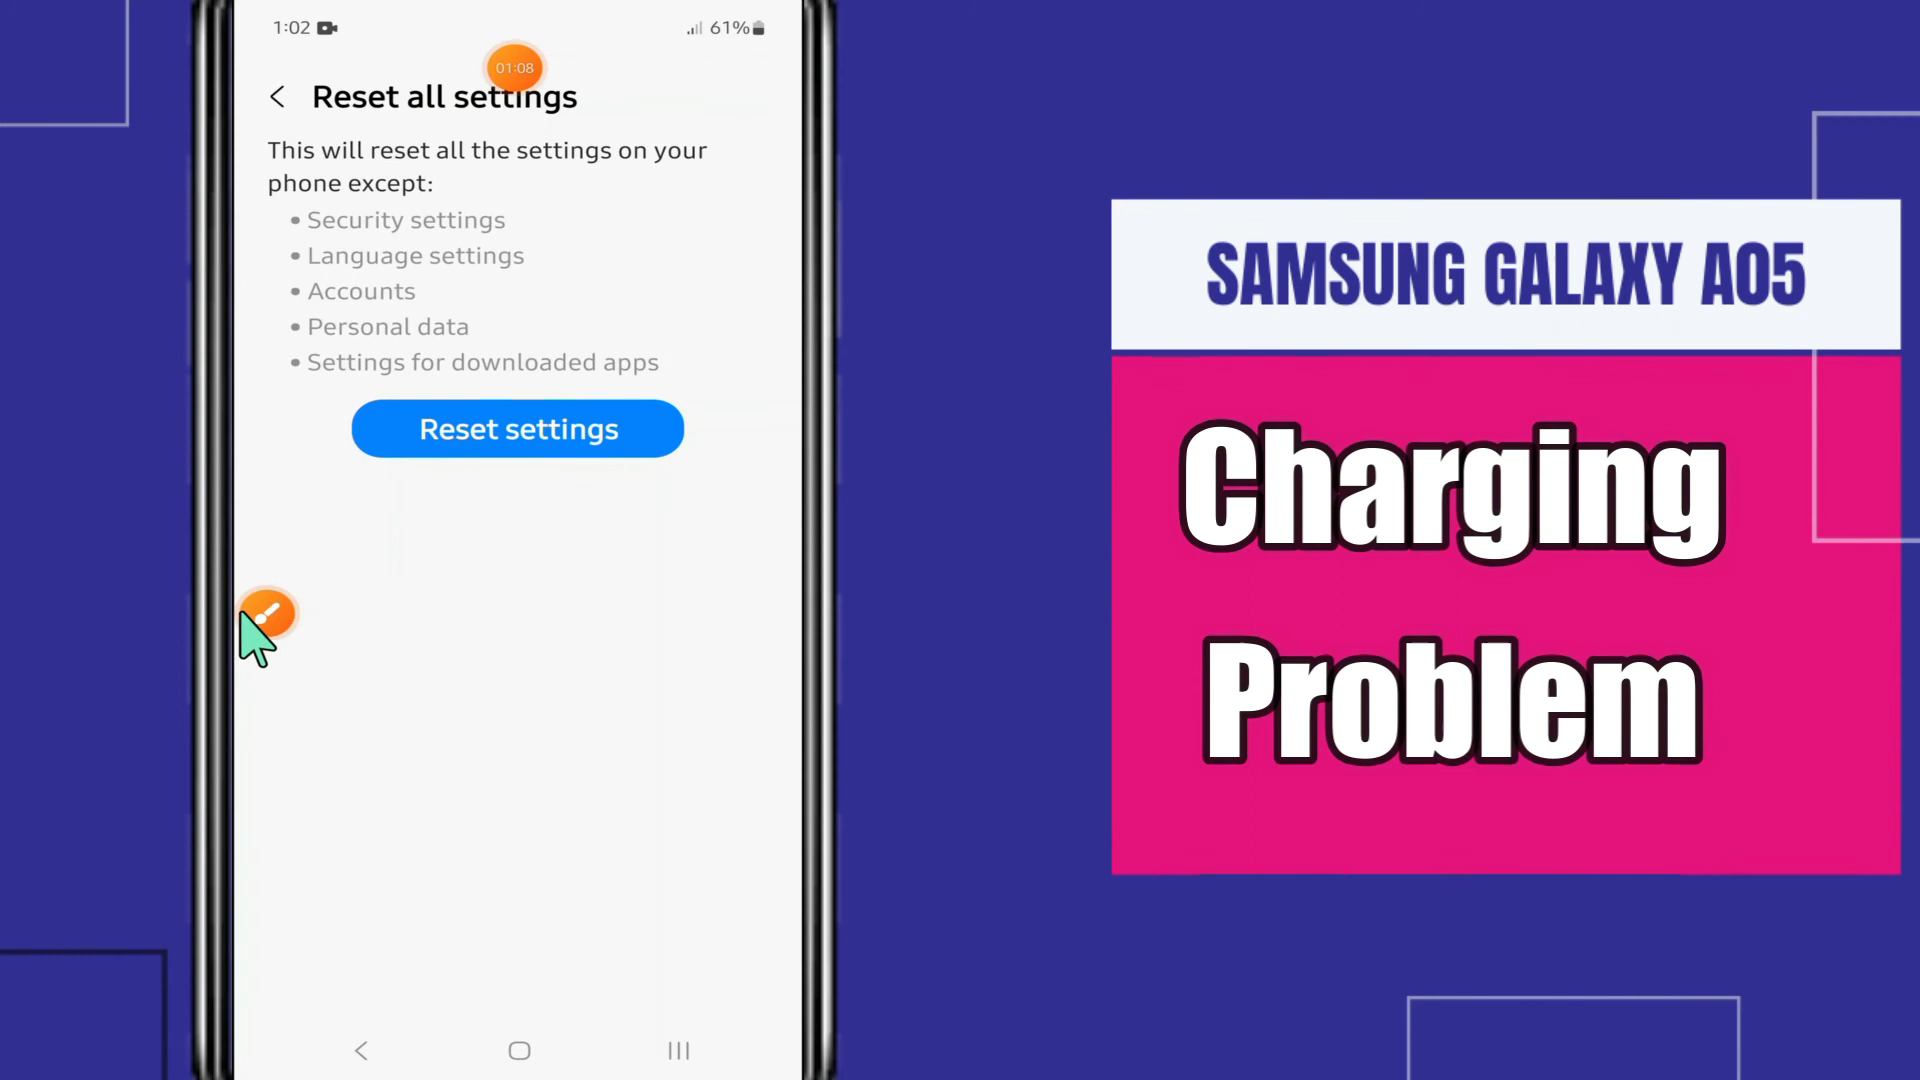 1:02
61%
01:08
Reset all settings
This will reset all the settings on your
phone except:
• Security settings
• Language settings
• Accounts
• Personal data
• Settings for downloaded apps
Reset settings
SAMSUNG GALAXY A05
Charging
Problem